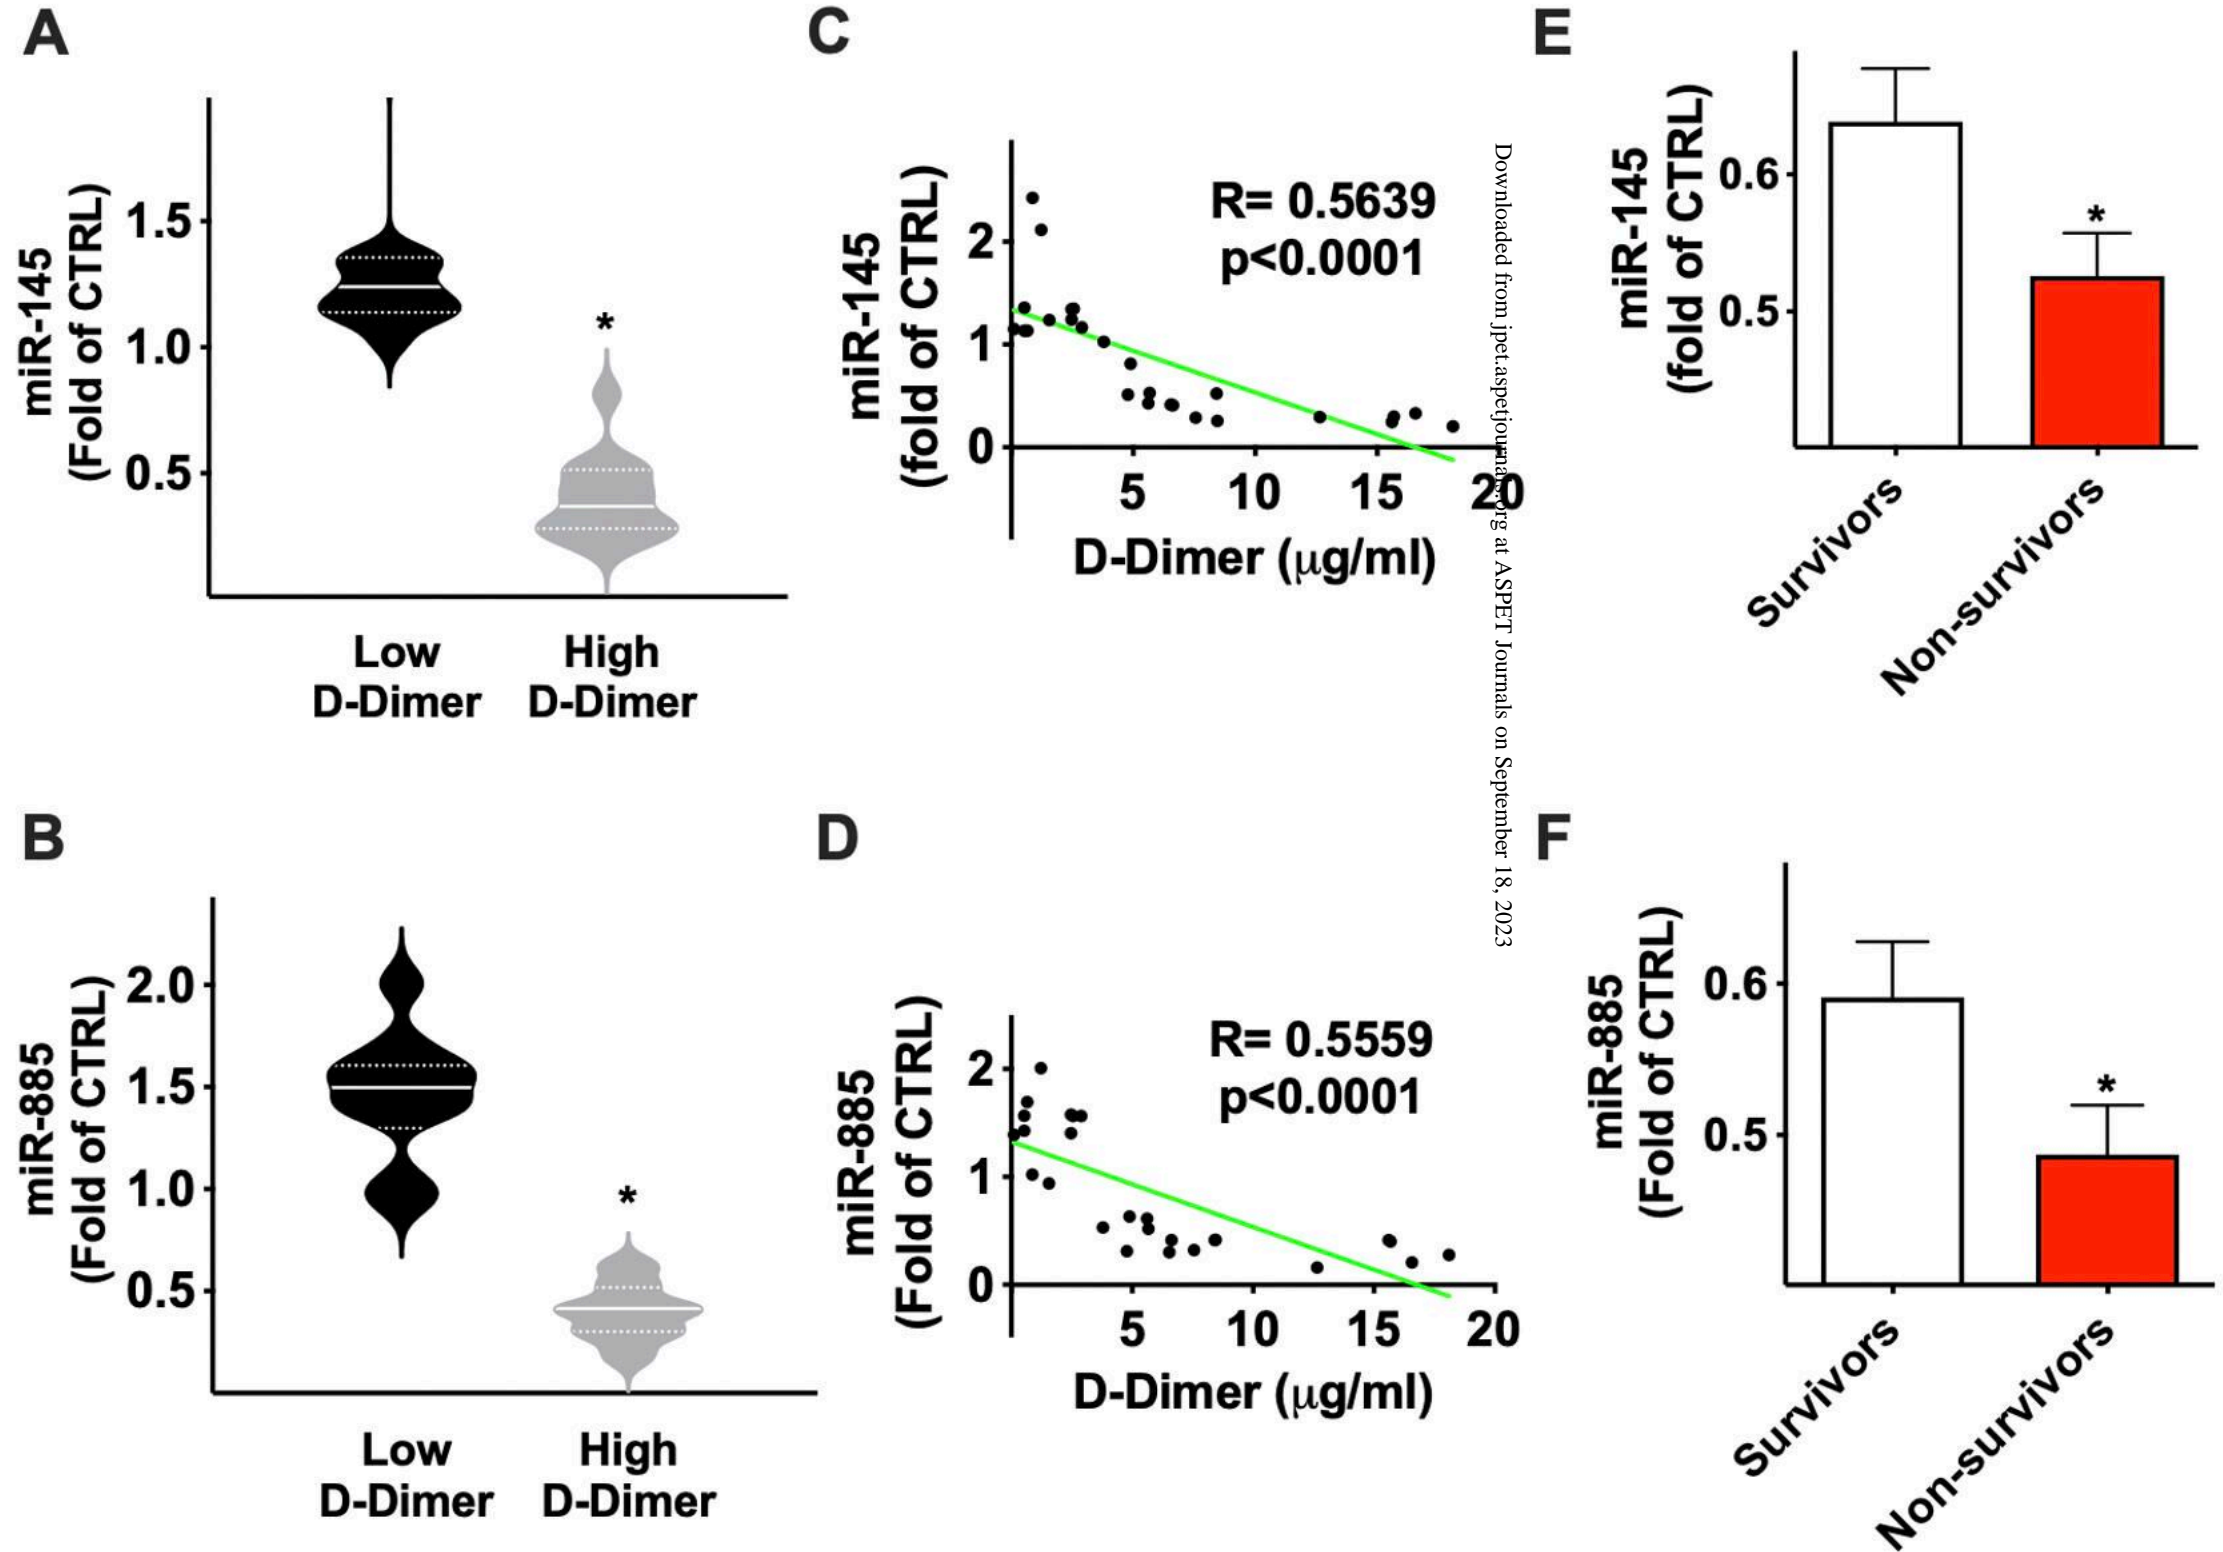 A
miR-145
(Fold of CTRL)
1.5
1.0
0.5
*
Low
D-Dimer
High
D-Dimer
C
miR-145
(fold of CTRL)
2
1
0
R= 0.5639
p<0.0001
5
10
15
20
D-Dimer (μg/ml)
Downloaded from jpet.aspetjournals.org at ASPET Journals on September 18, 2023
E
miR-145
(fold of CTRL)
0.6
0.5
*
Survivors
Non-survivors
B
miR-885
(Fold of CTRL)
2.0
1.5
1.0
0.5
*
Low
D-Dimer
High
D-Dimer
D
miR-885
(Fold of CTRL)
2
1
0
R= 0.5559
p<0.0001
5
10
15
20
D-Dimer (μg/ml)
F
miR-885
(Fold of CTRL)
0.6
0.5
*
Survivors
Non-survivors